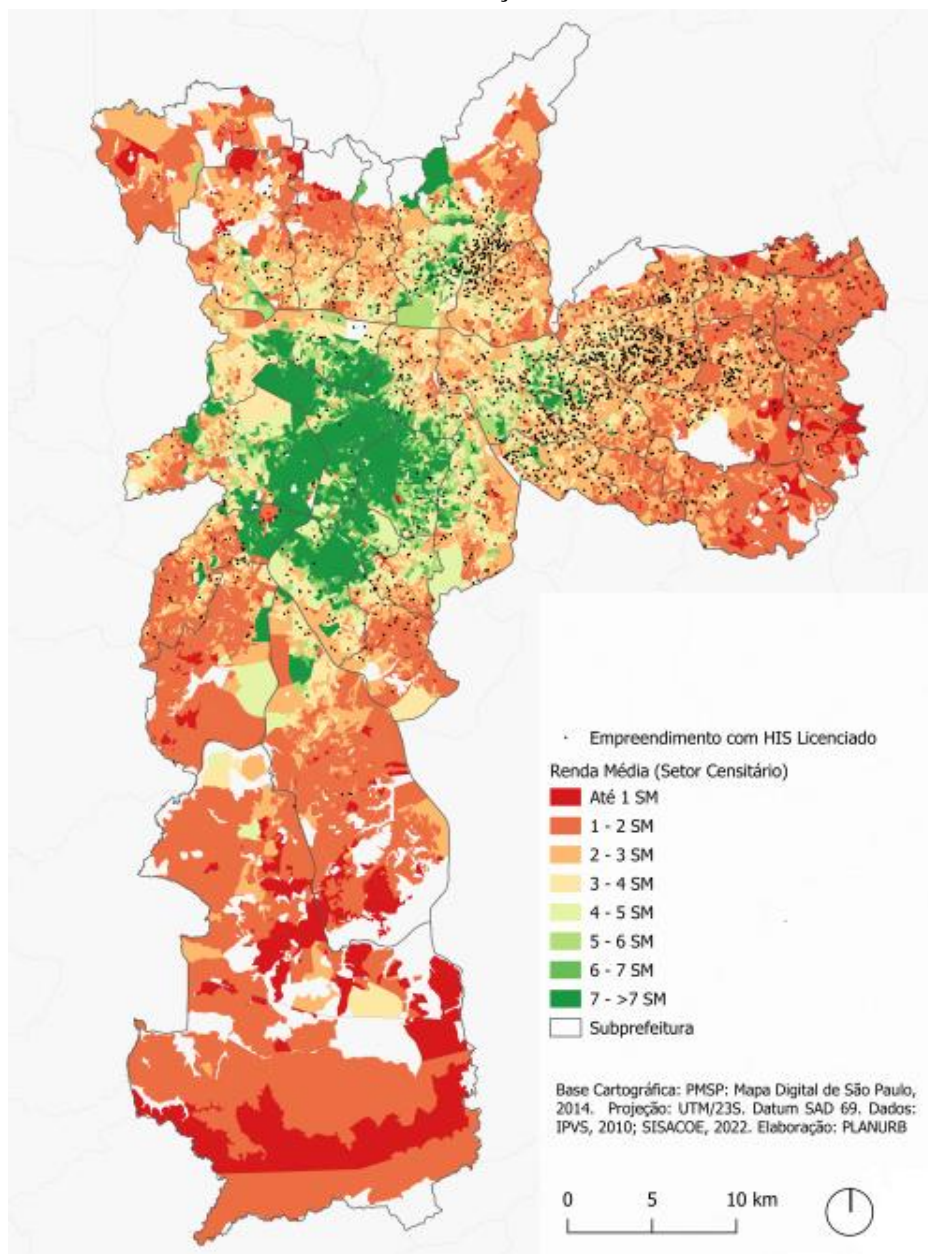 · Empreendimento com HIS Licenciado
Renda Média (Setor Censitário)
Até 1 SM
1 - 2 SM
2 - 3 SM
3 - 4 SM
4 - 5 SM
5 - 6 SM
6 - 7 SM
7 - >7 SM
Subprefeitura
Base Cartográfica: PMSP: Mapa Digital de São Paulo,
2014. Projeção: UTM/23S. Datum SAD 69. Dados:
IPVS, 2010; SISACOE, 2022. Elaboração: PLANURB
0 5 10 km